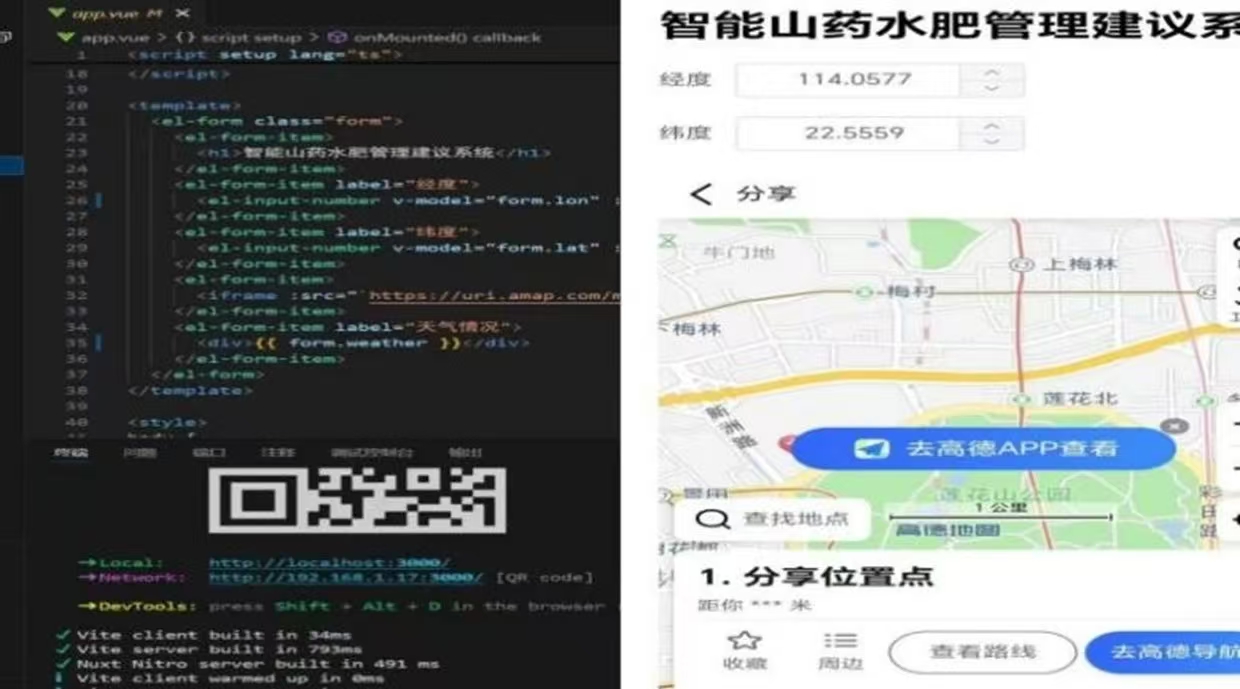 app.vue M ×
app.vue > {} script setup > onMounted() callback
1 <script setup lang="ts">
18 </script>
19
20 <template>
21 <el-form class="form">
22 <el-form-item>
23 <h1>智能山药水肥管理建议系统</h1>
24 </el-form-item>
25 <el-form-item label="经度">
26 <el-input-number v-model="form.lon" :
27 </el-form-item>
28 <el-form-item label="纬度">
29 <el-input-number v-model="form.lat" :
30 </el-form-item>
31 <el-form-item>
32 <iframe :src="`https://uri.amap.com/m
33 </el-form-item>
34 <el-form-item label="天气情况">
35 <div>{{ form.weather }}</div>
36 </el-form-item>
37 </el-form>
38 </template>
39
40 <style>
终端 问题 端口 注释 调试控制台 输出
➜Local: http://localhost:3000/
➜Network: http://192.168.1.17:3000/ [QR code]
➜DevTools: press Shift + Alt + D in the browser
✓ Vite client built in 34ms
✓ Vite server built in 793ms
✓ Nuxt Nitro server built in 491 ms
Vite client warmed up in 0ms
智能山药水肥管理建议系
经度 114.0577
纬度 22.5559
分享
牛门地
上梅林
梅村
梅林
莲花北
新洲路
去高德APP查看
景田
莲花山公园
彩田路
1公里
查找地点
高德地图
1. 分享位置点
距你 *** 米
收藏 周边 查看路线 去高德导航